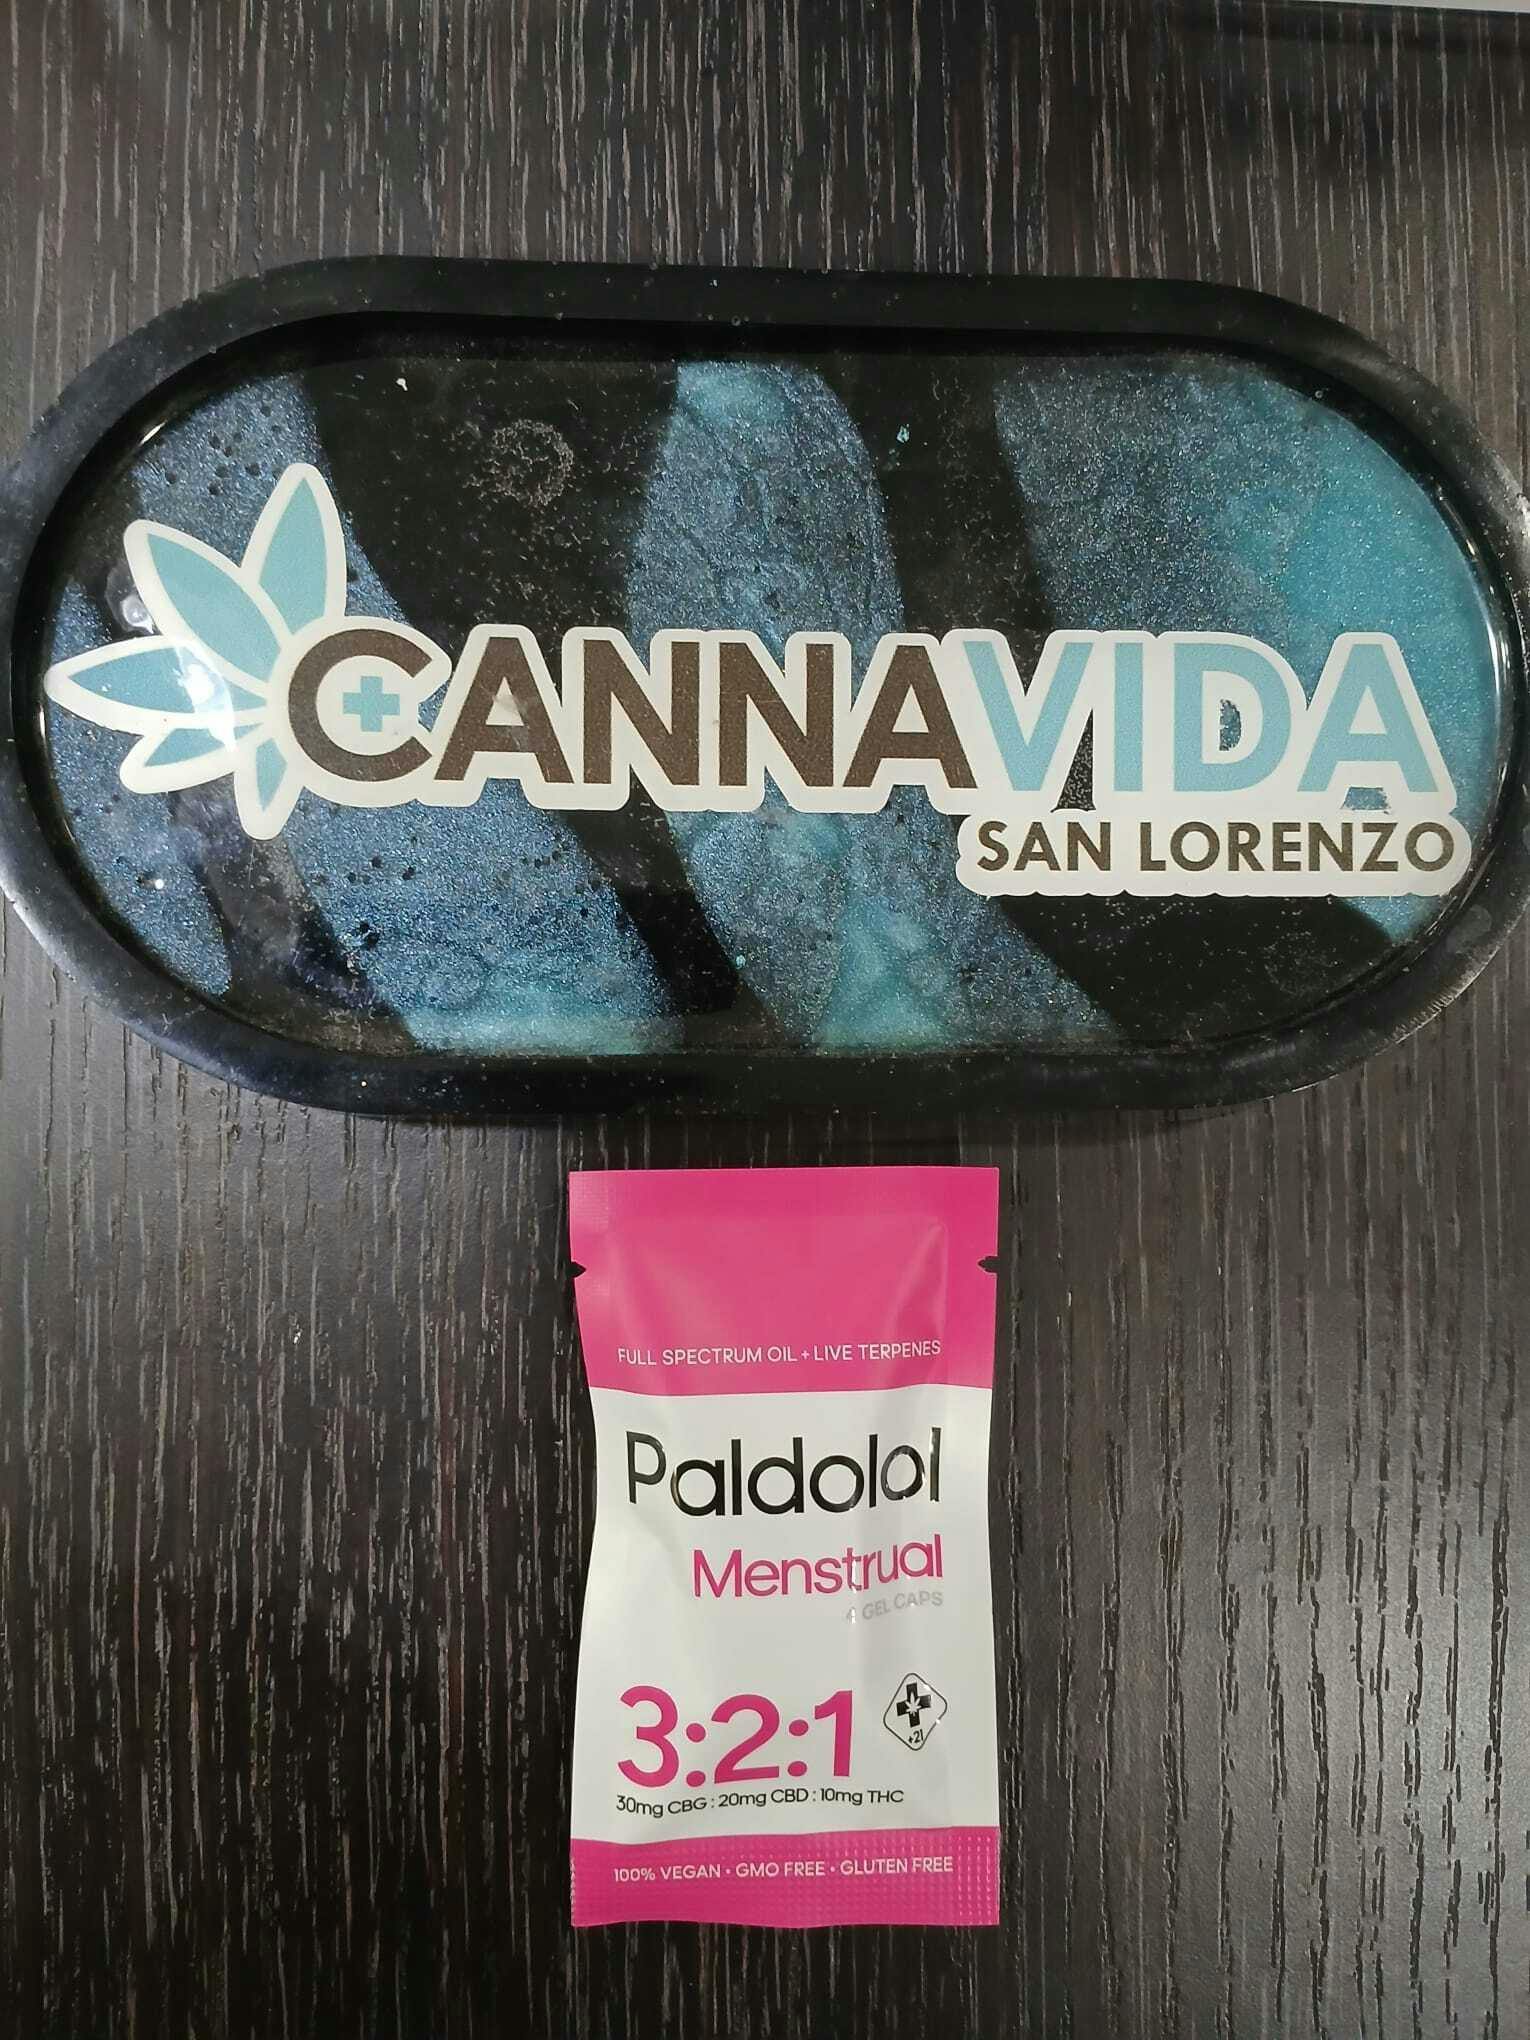 CANNAVIDA
SAN LORENZO
FULL SPECTRUM OIL + LIVE TERPENES
Paldolol
Menstrual
4 GEL CAPS
3:2:1
+21
30mg CBG : 20mg CBD : 10mg THC
100% VEGAN • GMO FREE • GLUTEN FREE